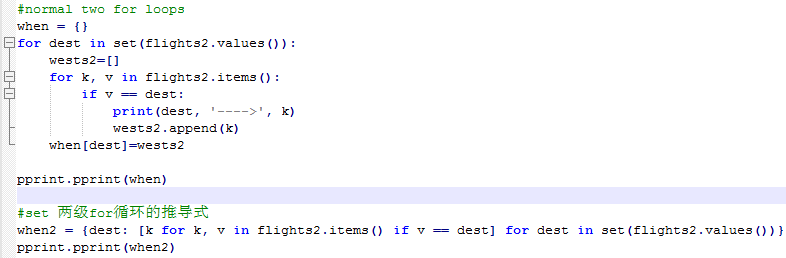 #normal two for loops
when = {}
for dest in set(flights2.values()):
    wests2=[]
    for k, v in flights2.items():
        if v == dest:
            print(dest, '---->', k)
            wests2.append(k)
    when[dest]=wests2
pprint.pprint(when)
#set 两级for循环的推导式
when2 = {dest: [k for k, v in flights2.items() if v == dest] for dest in set(flights2.values())}
pprint.pprint(when2)